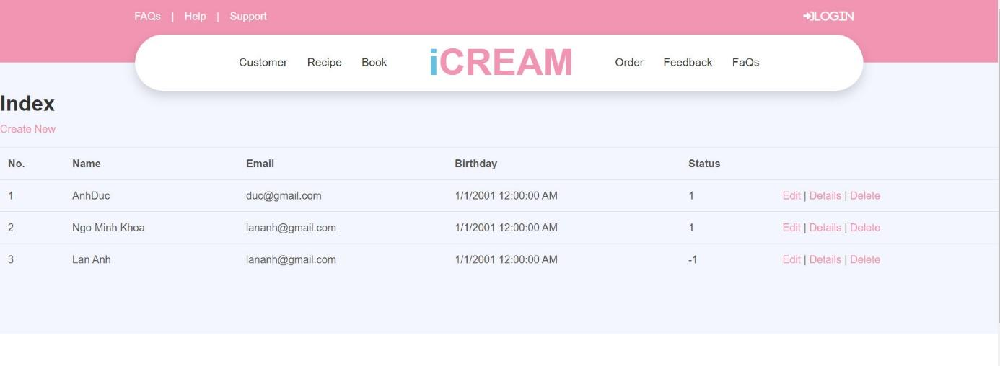 FAQs | Help | Support LOGIN
Customer Recipe Book iCREAM Order Feedback FaQs
Index
Create New
No. Name Email Birthday Status
1 AnhDuc duc@gmail.com 1/1/2001 12:00:00 AM 1 Edit | Details | Delete
2 Ngo Minh Khoa lananh@gmail.com 1/1/2001 12:00:00 AM 1 Edit | Details | Delete
3 Lan Anh lananh@gmail.com 1/1/2001 12:00:00 AM -1 Edit | Details | Delete